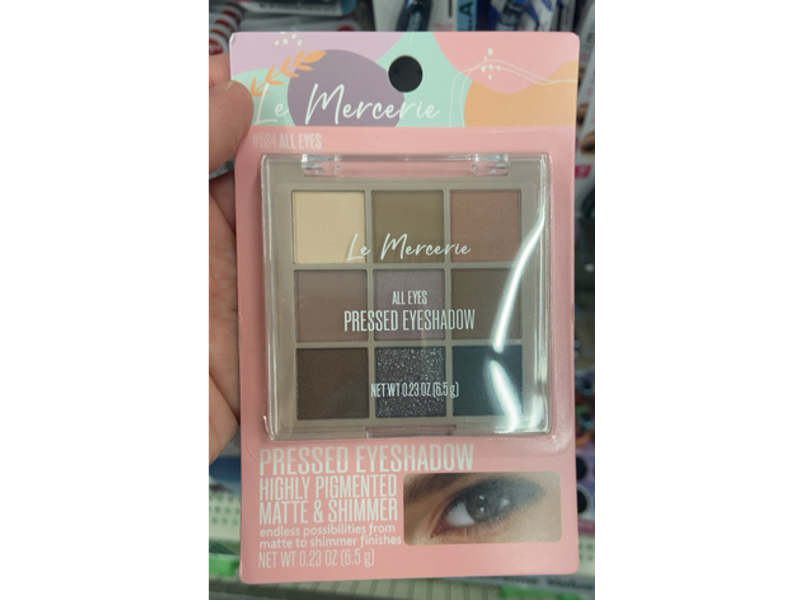 Le Mercerie
#524 ALL EYES
Le Mercerie
ALL EYES
PRESSED EYESHADOW
NET WT 0.23 OZ (6.5 g)
PRESSED EYESHADOW
HIGHLY PIGMENTED
MATTE & SHIMMER
endless possibilities from
matte to shimmer finishes
NET WT 0.23 OZ (6.5 g)